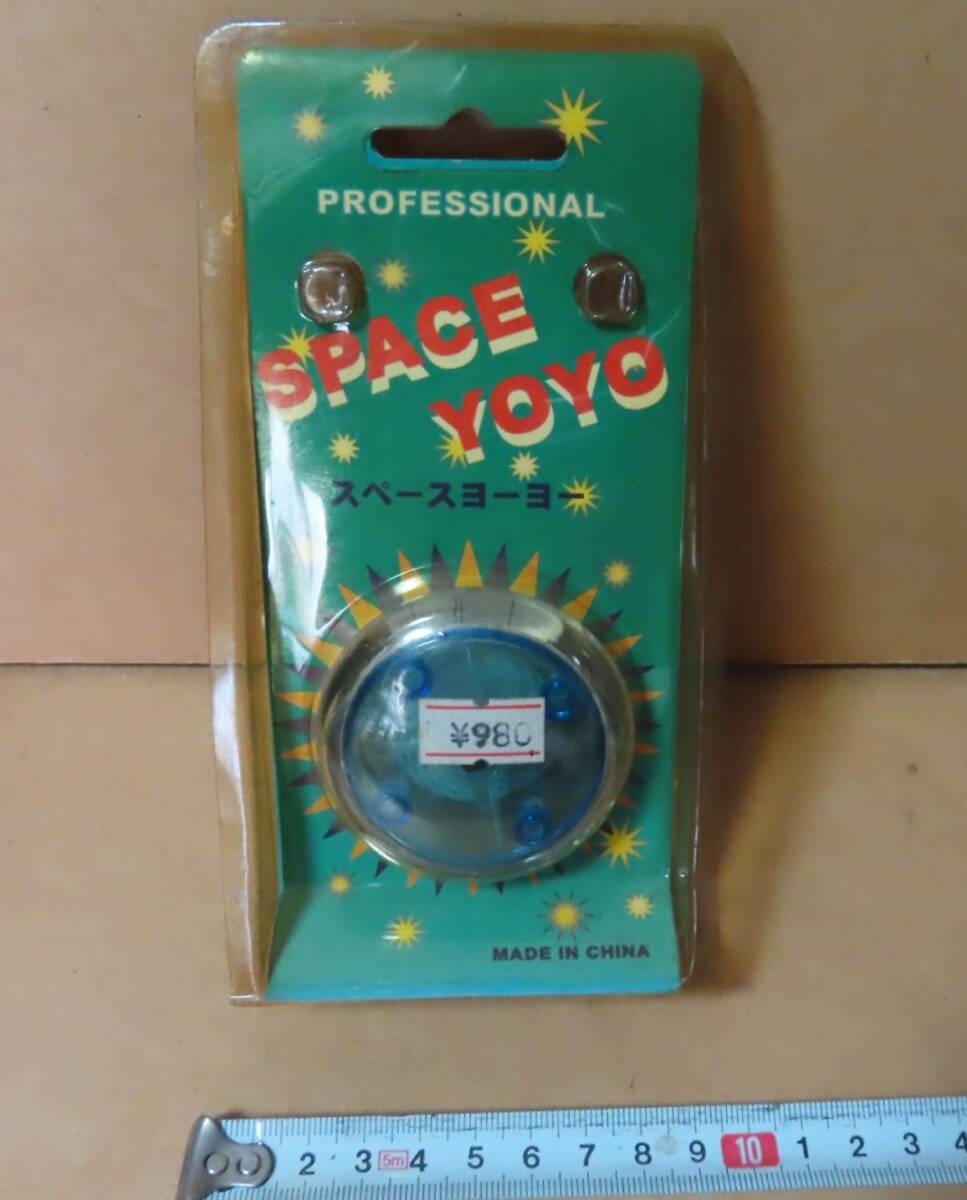 PROFESSIONAL
SPACE
YOYO
スペースヨーヨー
¥980
MADE IN CHINA
2 3 5m 4 5 6 7 8 9 10 1 2 3 4